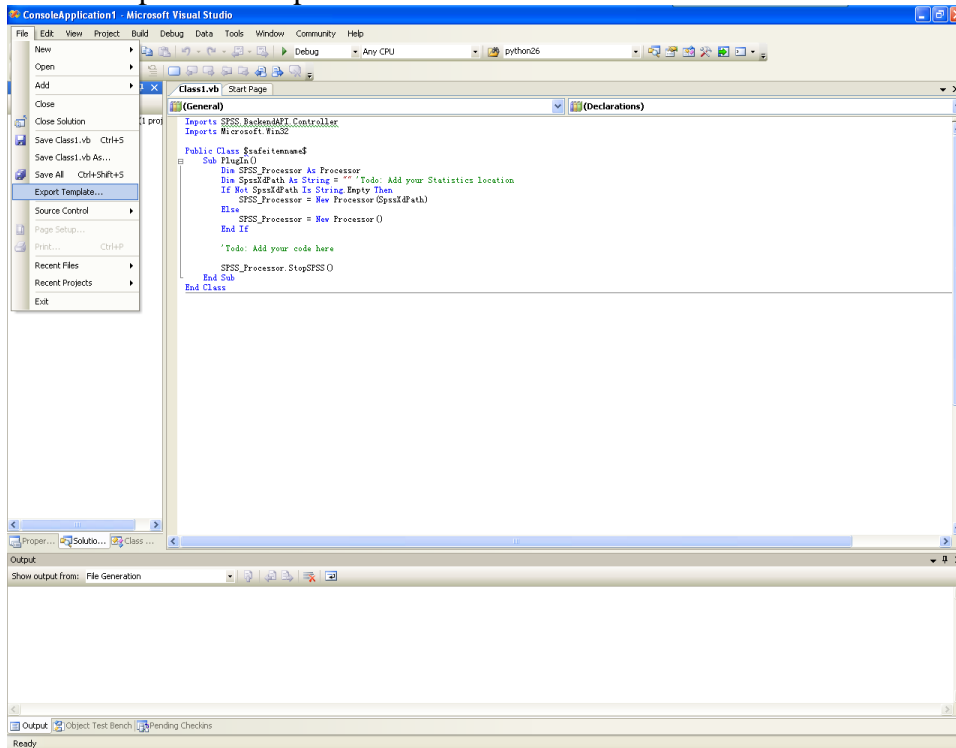 ConsoleApplication1 - Microsoft Visual Studio
File Edit View Project Build Debug Data Tools Window Community Help
Debug Any CPU python26
New
Open
Add
Close
Close Solution
Save Class1.vb Ctrl+S
Save Class1.vb As...
Save All Ctrl+Shift+S
Export Template...
Source Control
Page Setup...
Print... Ctrl+P
Recent Files
Recent Projects
Exit
(1 proj
Class1.vb Start Page
(General) (Declarations)
Imports SPSS.BackendAPI.Controller
Imports Microsoft.Win32
Public Class $safeitemname$
Sub PlugIn()
Dim SPSS_Processor As Processor
Dim SpssXdPath As String = "" 'Todo: Add your Statistics location
If Not SpssXdPath Is String.Empty Then
SPSS_Processor = New Processor(SpssXdPath)
Else
SPSS_Processor = New Processor()
End If
'Todo: Add your code here
SPSS_Processor.StopSPSS()
End Sub
End Class
Proper... Solutio... Class ...
Output
Show output from: File Generation
Output Object Test Bench Pending Checkins
Ready